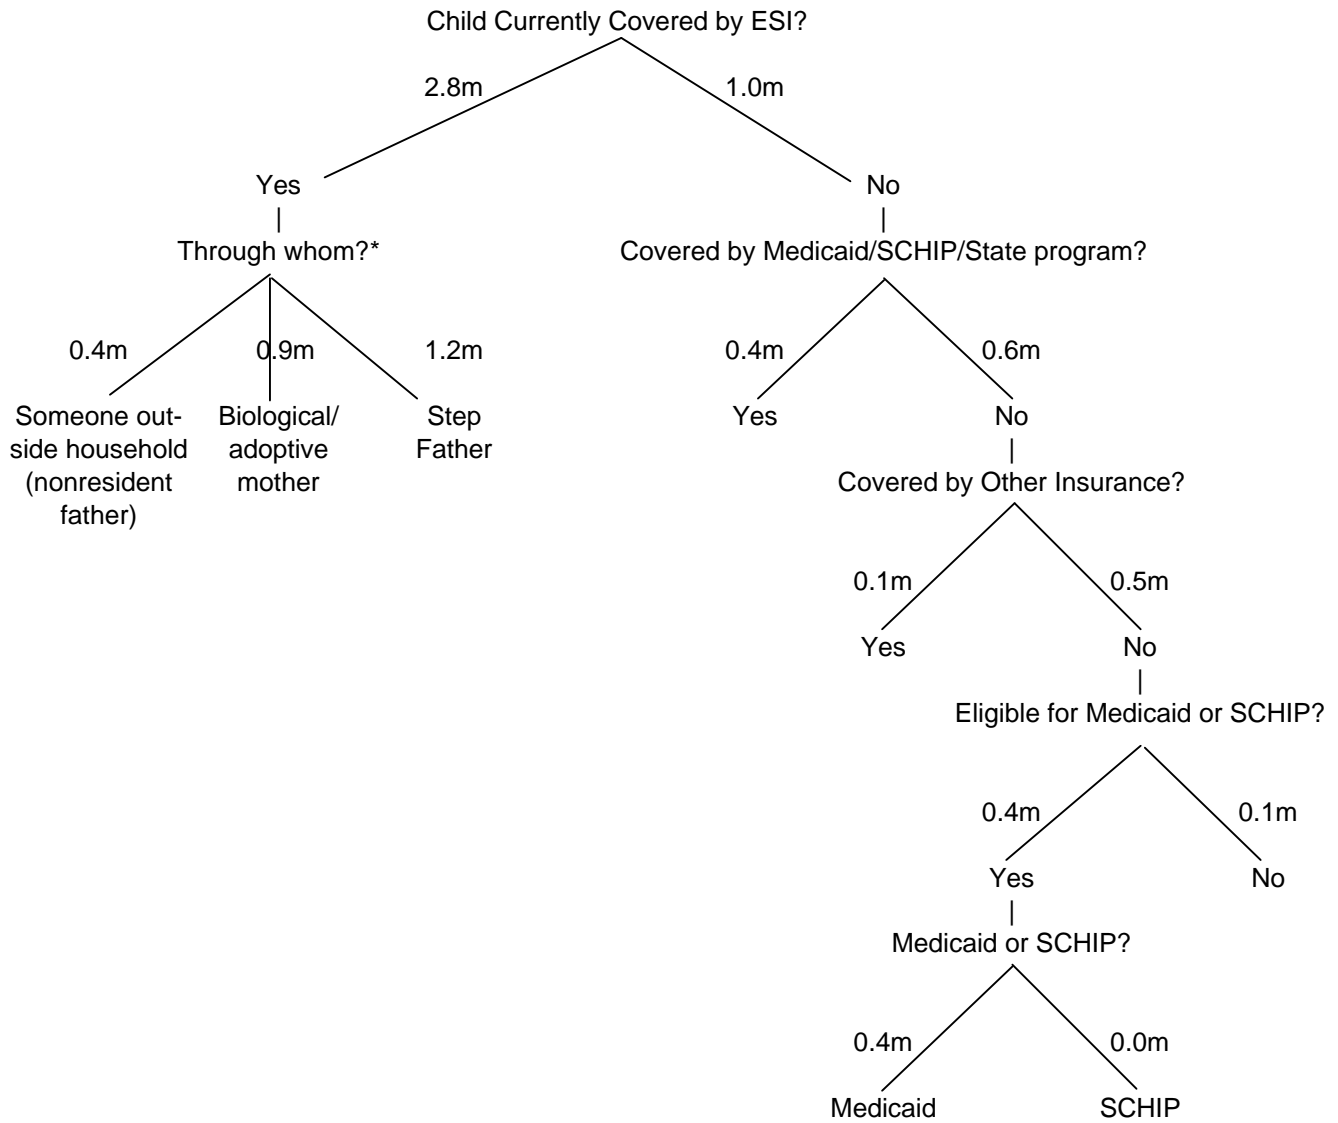 Child Currently Covered by ESI?
2.8m
1.0m
Yes
No
Through whom?*
Covered by Medicaid/SCHIP/State program?
0.4m
0.9m
1.2m
0.4m
0.6m
Someone out-
side household
(nonresident
father)
Biological/
adoptive
mother
Step
Father
Yes
No
Covered by Other Insurance?
0.1m
0.5m
Yes
No
Eligible for Medicaid or SCHIP?
0.4m
0.1m
Yes
No
Medicaid or SCHIP?
0.4m
0.0m
Medicaid
SCHIP